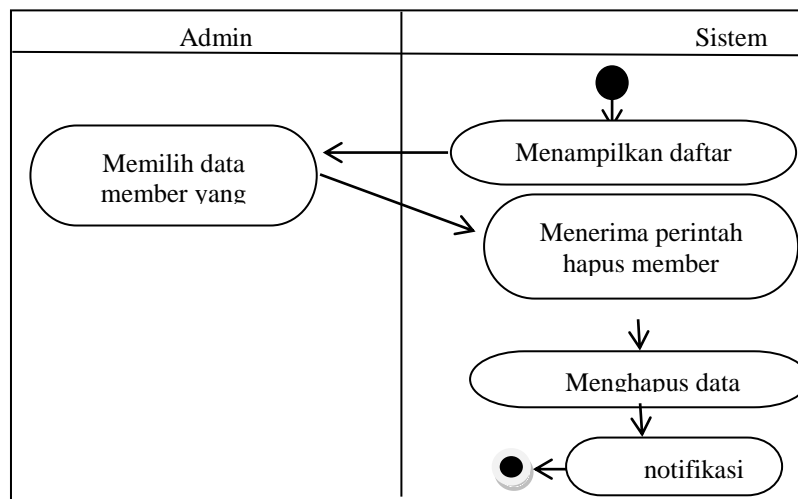 Admin
Sistem
Menampilkan daftar
Memilih data
member yang
Menerima perintah
hapus member
Menghapus data
notifikasi